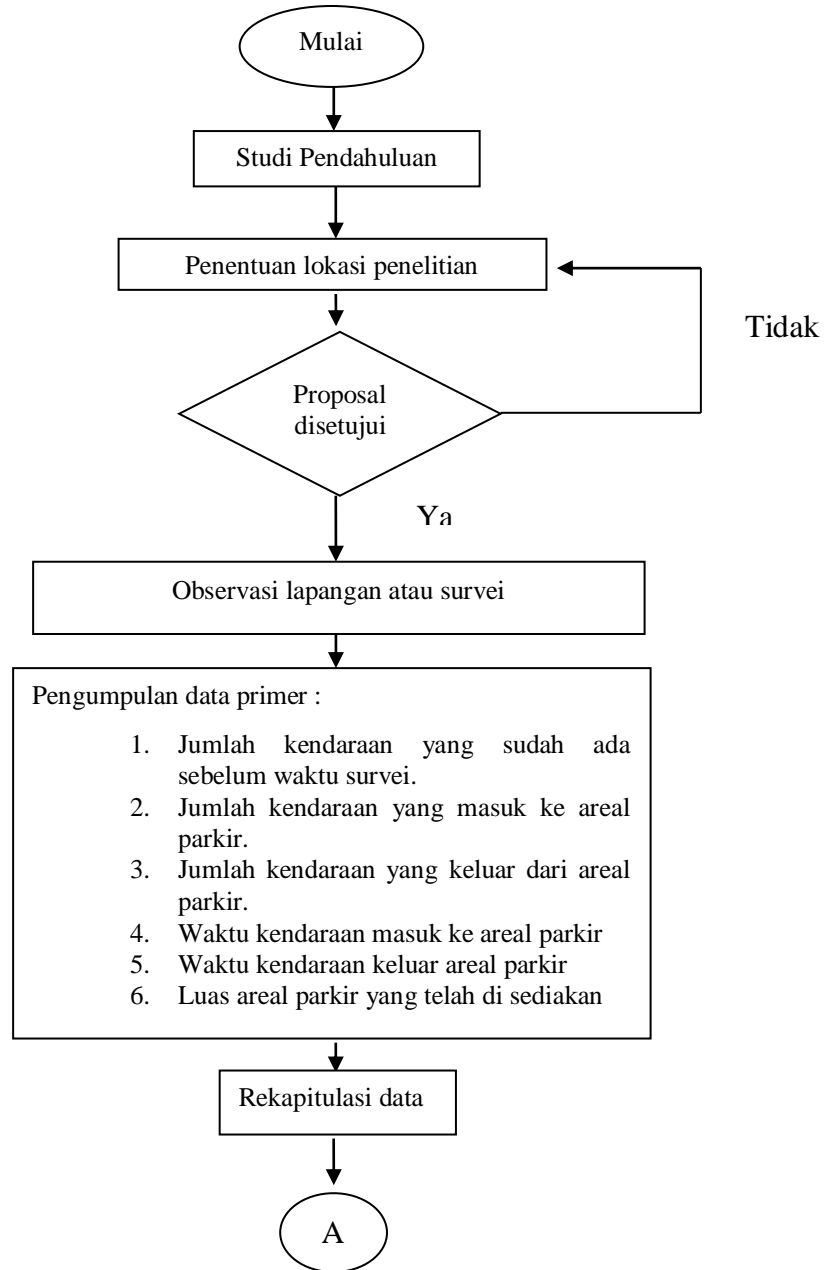 Mulai
Studi Pendahuluan
Penentuan lokasi penelitian
Tidak
Proposal
disetujui
Ya
Observasi lapangan atau survei
Pengumpulan data primer :
1. Jumlah kendaraan yang sudah ada
sebelum waktu survei.
2. Jumlah kendaraan yang masuk ke areal
parkir.
3. Jumlah kendaraan yang keluar dari areal
parkir.
4. Waktu kendaraan masuk ke areal parkir
5. Waktu kendaraan keluar areal parkir
6. Luas areal parkir yang telah di sediakan
Rekapitulasi data
A